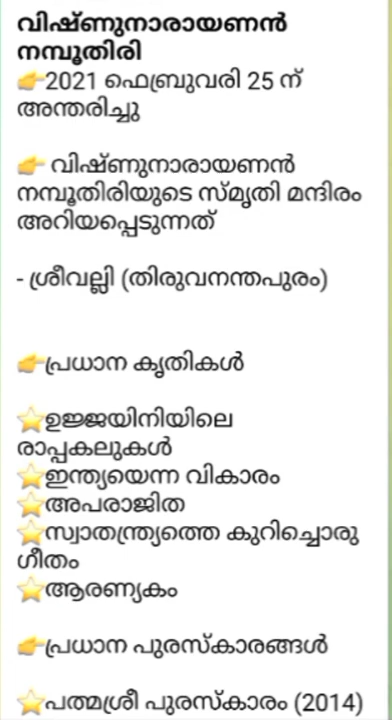 വിഷ്ണുനാരായണൻ
നമ്പൂതിരി
👉2021 ഫെബ്രുവരി 25 ന്
അന്തരിച്ചു
👉 വിഷ്ണുനാരായണൻ
നമ്പൂതിരിയുടെ സ്മൃതി മന്ദിരം
അറിയപ്പെടുന്നത്
- ശ്രീവല്ലി (തിരുവനന്തപുരം)
👉പ്രധാന കൃതികൾ
⭐ഉജ്ജയിനിയിലെ
രാപ്പകലുകൾ
⭐ഇന്ത്യയെന്ന വികാരം
⭐അപരാജിത
⭐സ്വാതന്ത്ര്യത്തെ കുറിച്ചൊരു
ഗീതം
⭐ആരണ്യകം
👉പ്രധാന പുരസ്കാരങ്ങൾ
⭐പത്മശ്രീ പുരസ്കാരം (2014)